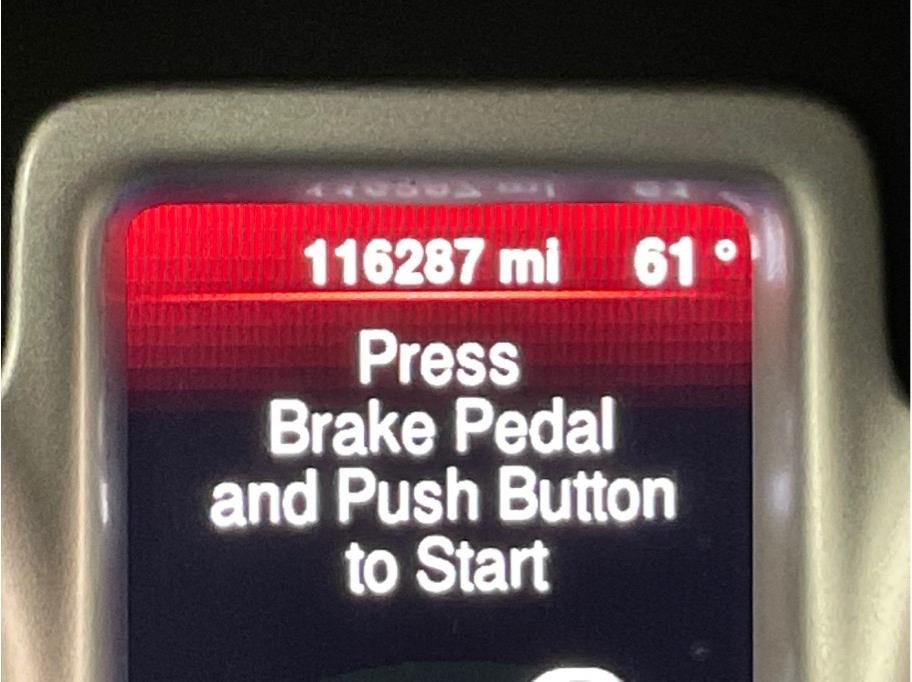 116287 mi 61 °
Press
Brake Pedal
and Push Button
to Start